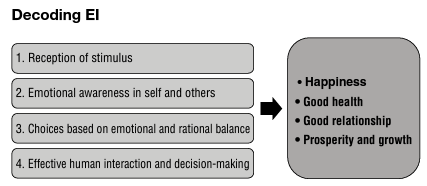 Decoding EI
1. Reception of stimulus
2. Emotional awareness in self and others
3. Choices based on emotional and rational balance
4. Effective human interaction and decision-making
• Happiness
• Good health
• Good relationship
• Prosperity and growth